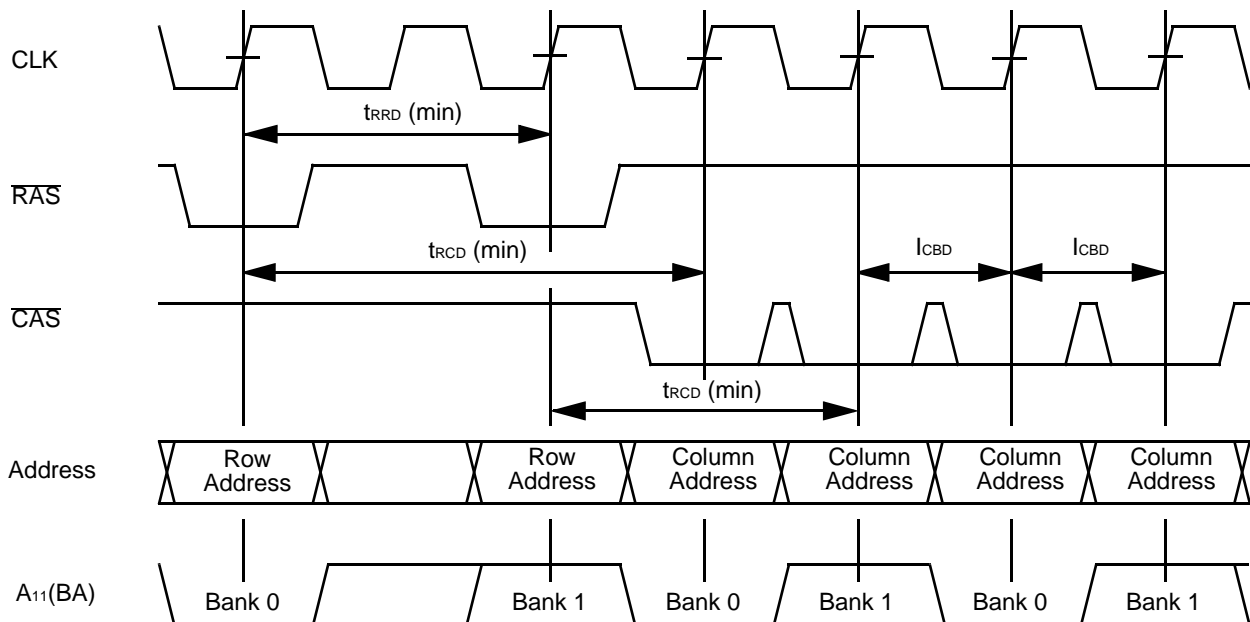 CLK
tRRD (min)
RAS
tRCD (min)
ICBD
ICBD
CAS
tRCD (min)
Address
Row
Address
Row
Address
Column
Address
Column
Address
Column
Address
Column
Address
A11(BA)
Bank 0
Bank 1
Bank 0
Bank 1
Bank 0
Bank 1